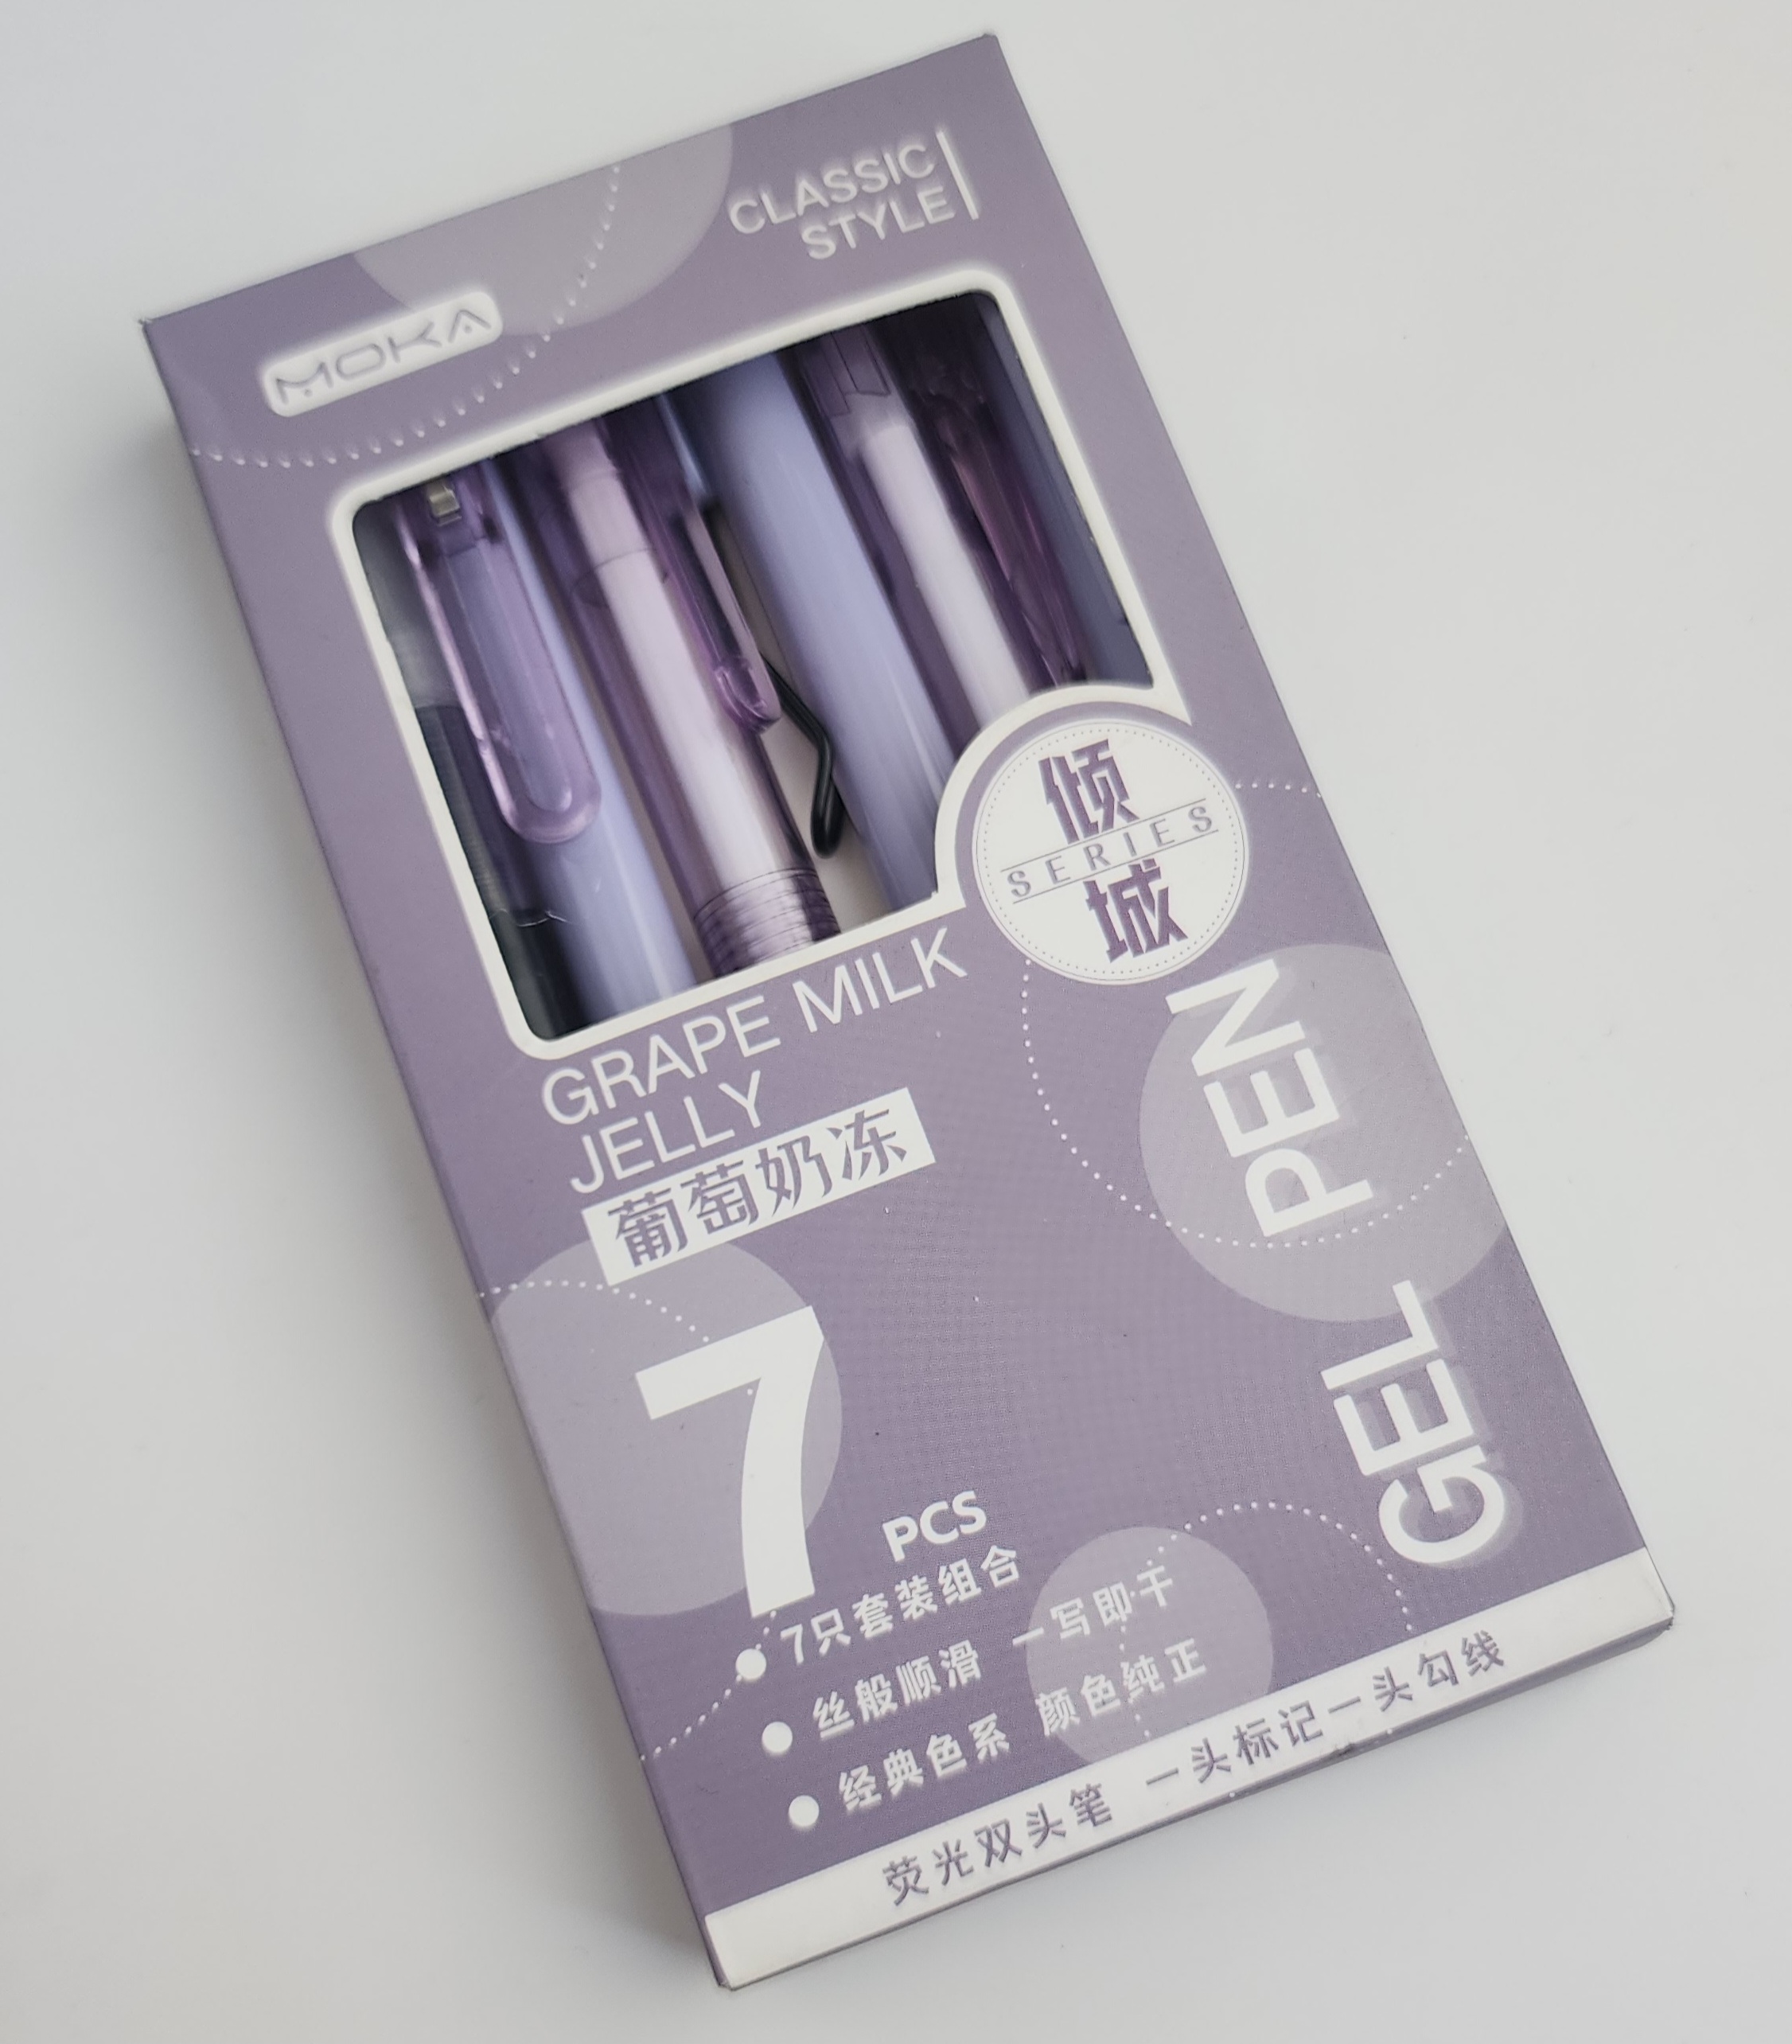 CLASSIC
STYLE
MOKA
倾
SERIES
城
GRAPE MILK
JELLY
葡萄奶冻
GEL PEN
7
PCS
7只套装组合
丝般顺滑 一写即干
经典色系 颜色纯正
荧光双头笔 一头标记一头勾线